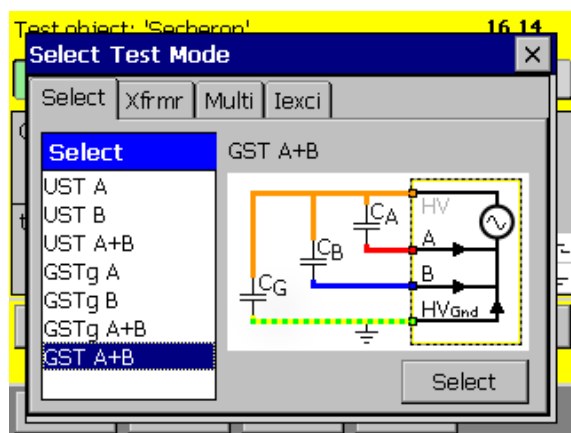 Test object: 'Secheron' 16 14
Select Test Mode
Select Xfrmr Multi Iexci
Select
UST A
UST B
UST A+B
GSTg A
GSTg B
GSTg A+B
GST A+B
GST A+B
HV
CA
A
CB
B
CG
HVGnd
Select